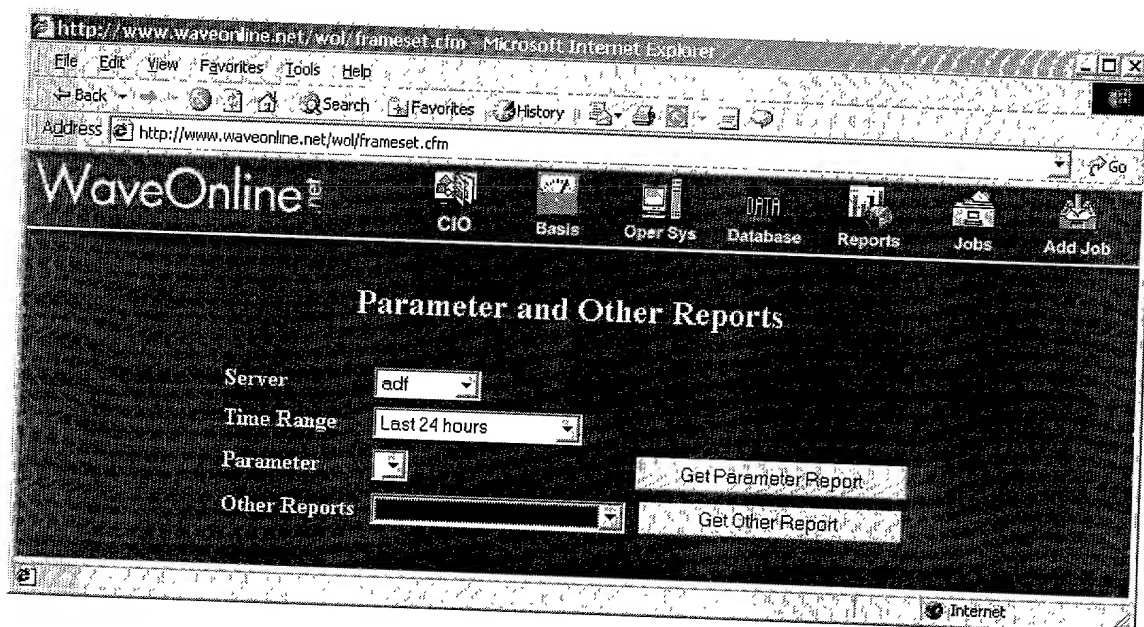 http://www.waveonline.net/wol/frameset.cfm - Microsoft Internet Explorer
File Edit View Favorites Tools Help
Back Search Favorites History
Address http://www.waveonline.net/wol/frameset.cfm Go
WaveOnline.net
CIO Basis Oper Sys DATA Database Reports Jobs Add Job
Parameter and Other Reports
Server adf
Time Range Last 24 hours
Parameter Get Parameter Report
Other Reports Get Other Report
Internet